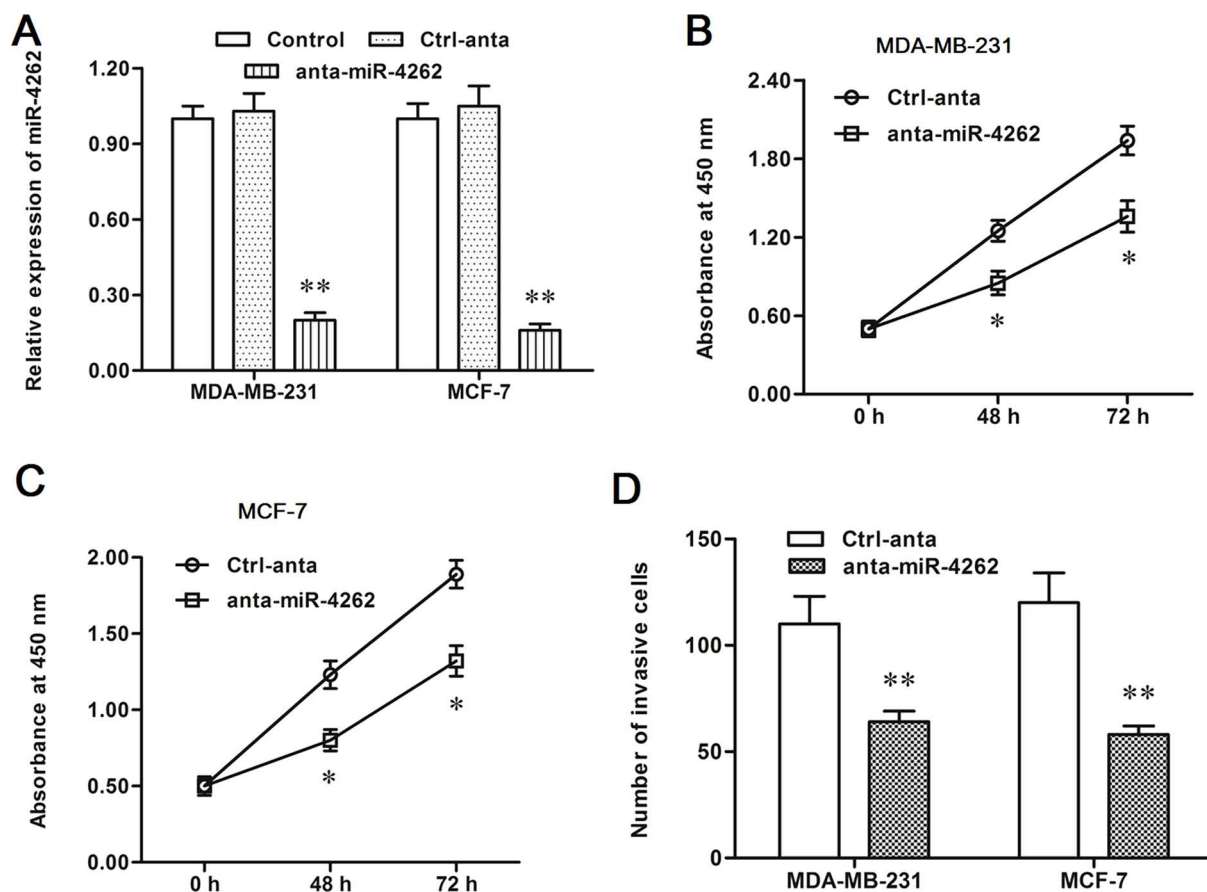 A
Control
Ctrl-anta
anta-miR-4262
Relative expression of miR-4262
1.20
0.90
0.60
0.30
0.00
**
**
MDA-MB-231
MCF-7
B
MDA-MB-231
Ctrl-anta
anta-miR-4262
Absorbance at 450 nm
2.40
1.80
1.20
0.60
0.00
*
*
0 h
48 h
72 h
C
MCF-7
Ctrl-anta
anta-miR-4262
Absorbance at 450 nm
2.00
1.50
1.00
0.50
0.00
*
*
0 h
48 h
72 h
D
Ctrl-anta
anta-miR-4262
Number of invasive cells
150
100
50
0
**
**
MDA-MB-231
MCF-7